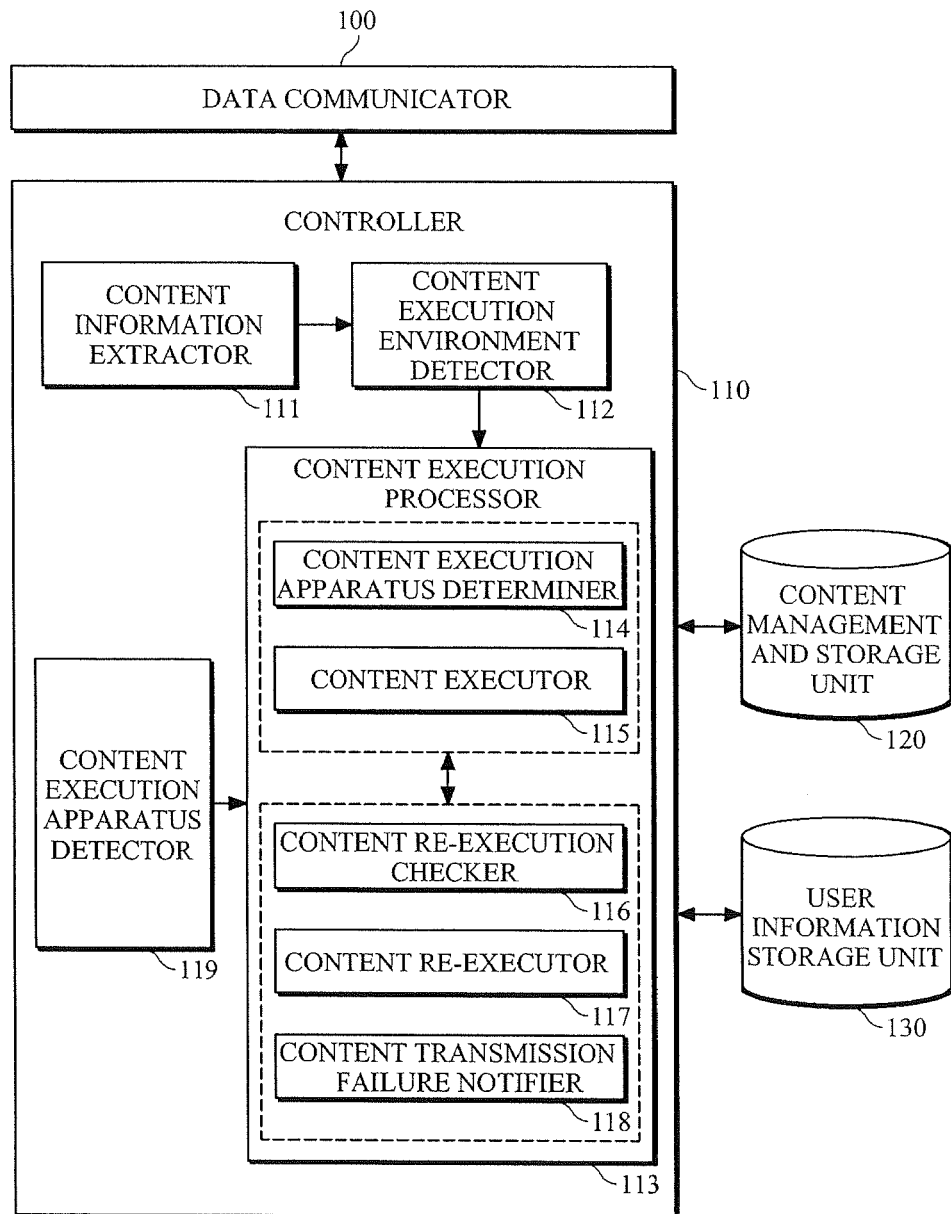 100
DATA COMMUNICATOR
CONTROLLER
CONTENT
INFORMATION
EXTRACTOR
111
CONTENT
EXECUTION
ENVIRONMENT
DETECTOR
112
110
CONTENT EXECUTION
PROCESSOR
CONTENT EXECUTION
APPARATUS DETERMINER
114
CONTENT EXECUTOR
115
CONTENT
MANAGEMENT
AND STORAGE
UNIT
120
CONTENT
EXECUTION
APPARATUS
DETECTOR
119
CONTENT RE-EXECUTION
CHECKER
116
CONTENT RE-EXECUTOR
117
CONTENT TRANSMISSION
FAILURE NOTIFIER
118
113
USER
INFORMATION
STORAGE UNIT
130